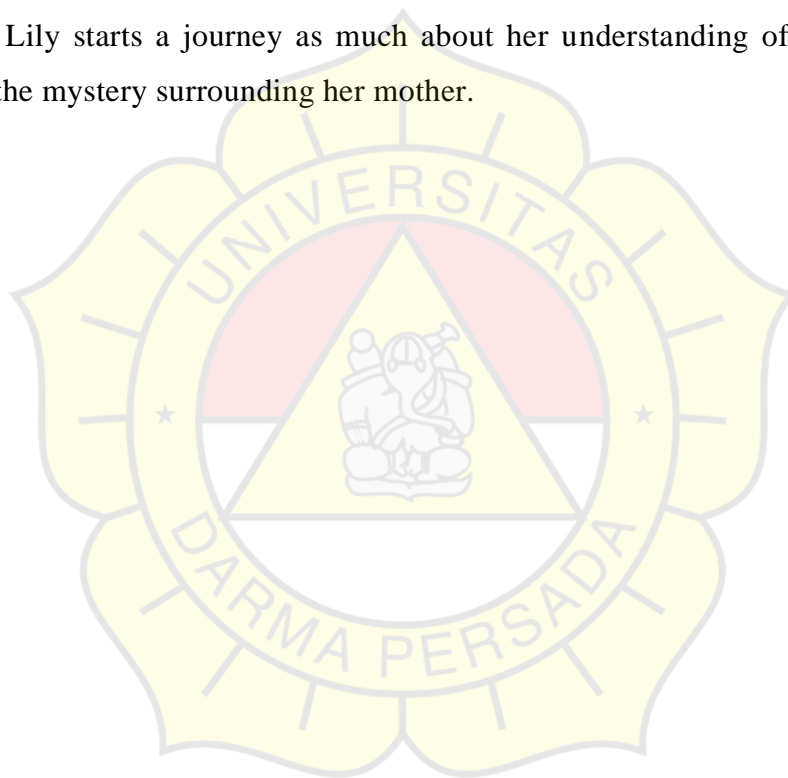 Lily starts a journey as much about her understanding of
the mystery surrounding her mother.
UNIVERSITAS
DARMA PERSADA